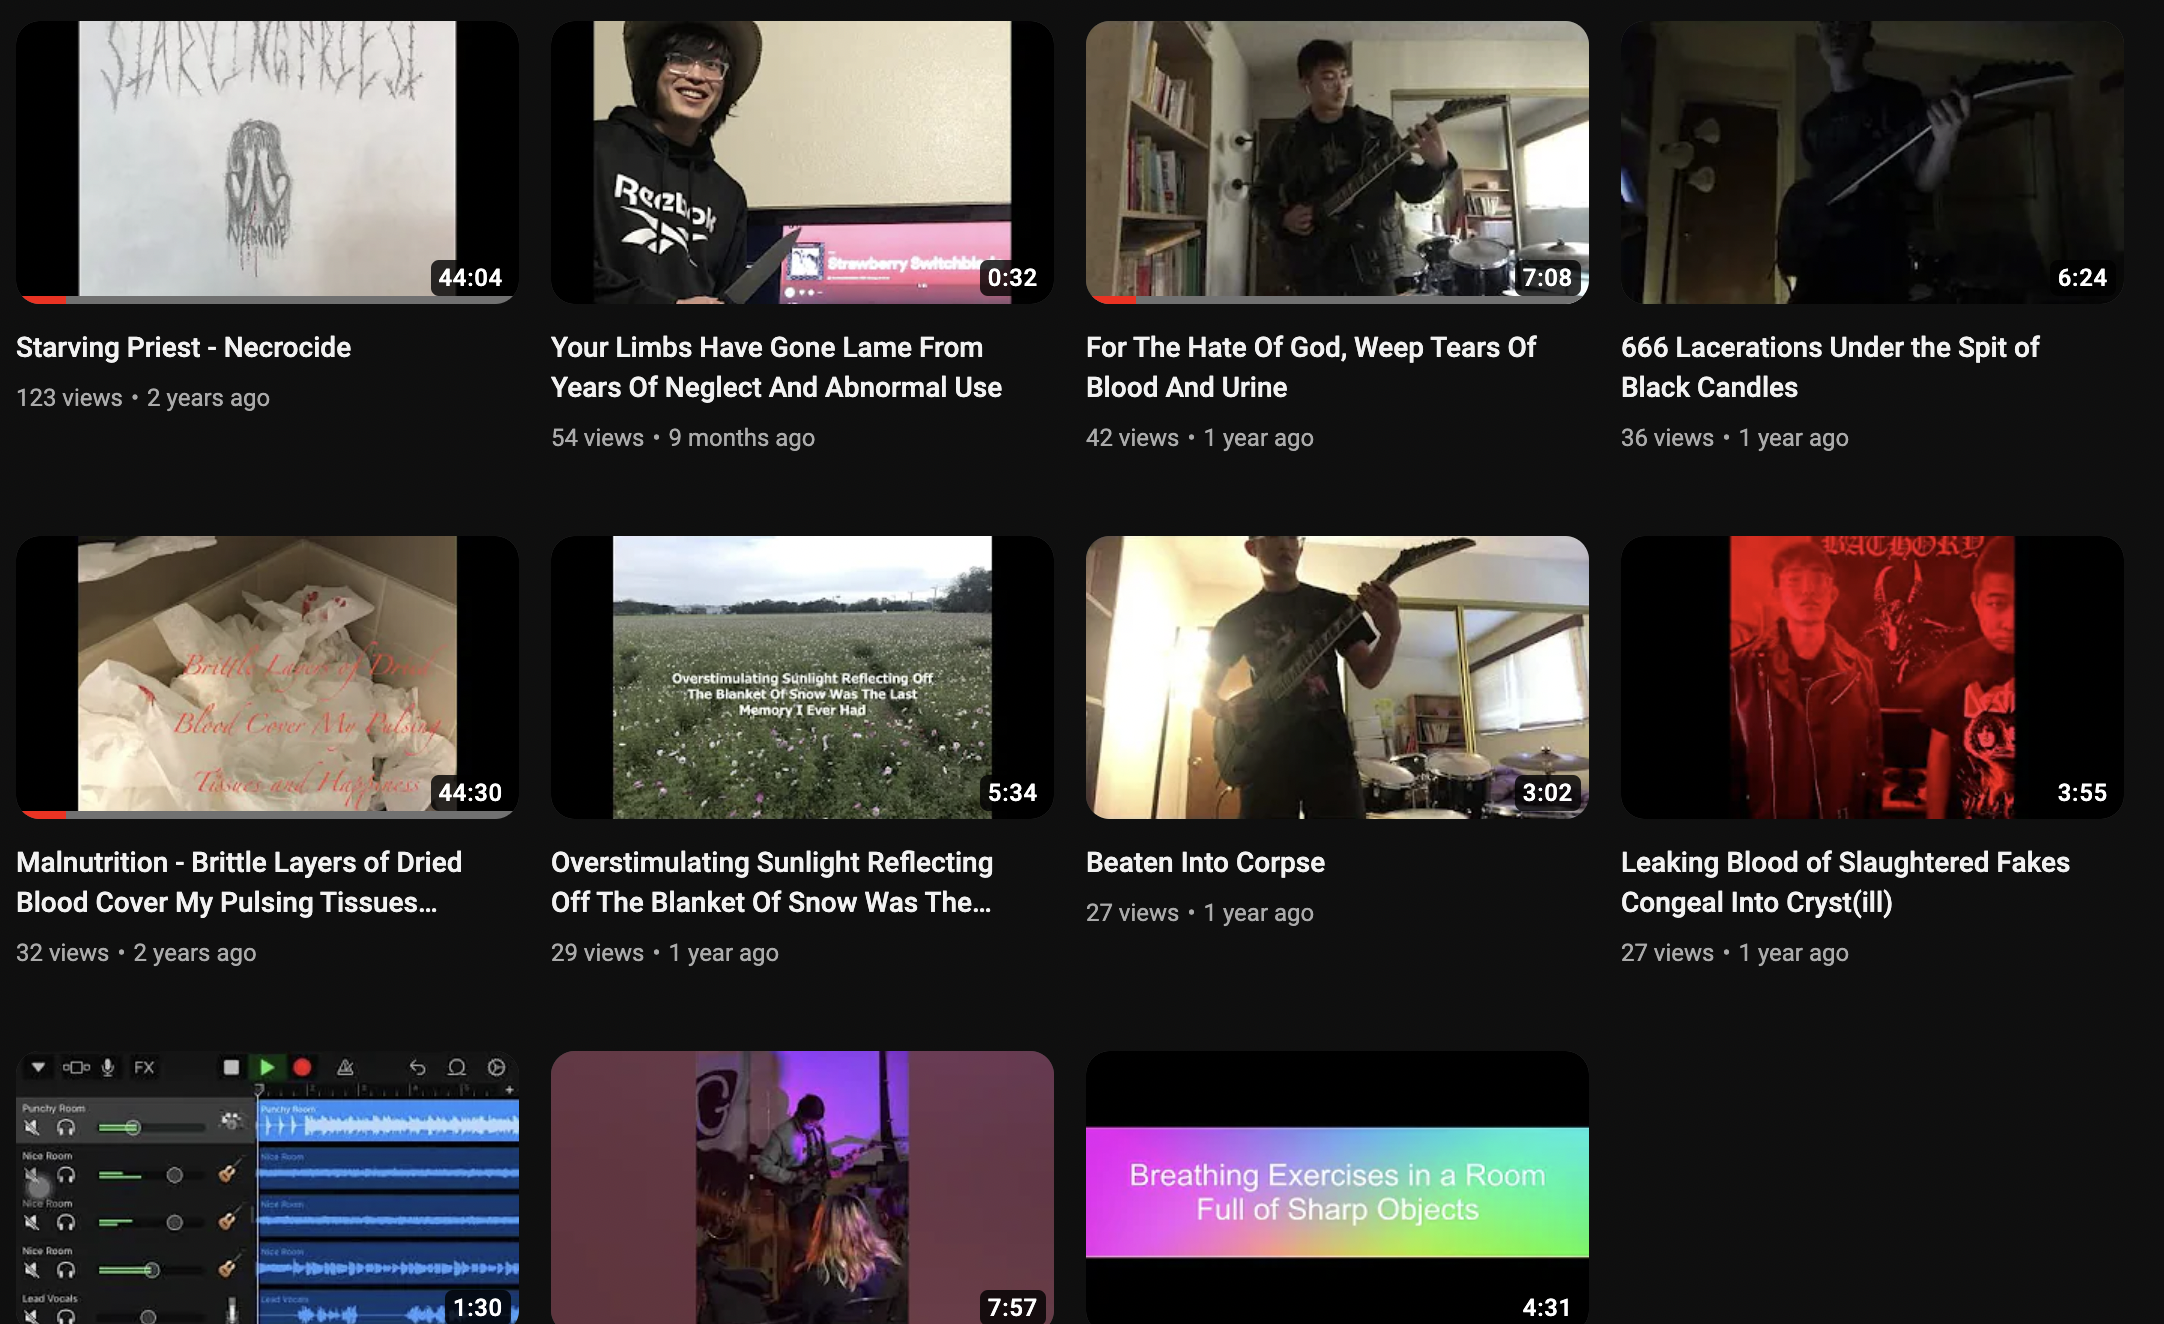 STARVING PRIEST
NECROCIDE
44:04
Reebok
Strawberry Switchbl
0:32
7:08
6:24
Starving Priest - Necrocide
123 views • 2 years ago
Your Limbs Have Gone Lame From
Years Of Neglect And Abnormal Use
54 views • 9 months ago
For The Hate Of God, Weep Tears Of
Blood And Urine
42 views • 1 year ago
666 Lacerations Under the Spit of
Black Candles
36 views • 1 year ago
Brittle Layers of Dried
Blood Cover My Pulsing
Tissues and Happiness
44:30
Overstimulating Sunlight Reflecting Off
The Blanket Of Snow Was The Last
Memory I Ever Had
5:34
3:02
BATHORY
3:55
Malnutrition - Brittle Layers of Dried
Blood Cover My Pulsing Tissues...
32 views • 2 years ago
Overstimulating Sunlight Reflecting
Off The Blanket Of Snow Was The...
29 views • 1 year ago
Beaten Into Corpse
27 views • 1 year ago
Leaking Blood of Slaughtered Fakes
Congeal Into Cryst(ill)
27 views • 1 year ago
FX
Punchy Room
Punchy Room
Nice Room
Nice Room
Nice Room
Nice Room
Nice Room
Nice Room
Lead Vocals
Lead Vocals
1:30
G
7:57
Breathing Exercises in a Room
Full of Sharp Objects
4:31